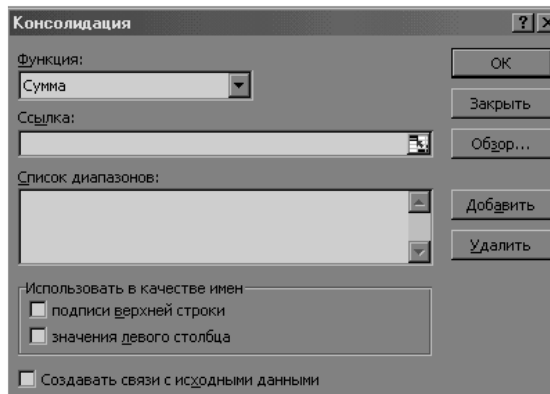 Консолидация
Функция:
Сумма
Ссылка:
Список диапазонов:
Использовать в качестве имен
подписи верхней строки
значения левого столбца
Создавать связи с исходными данными
ОК
Закрыть
Обзор...
Добавить
Удалить